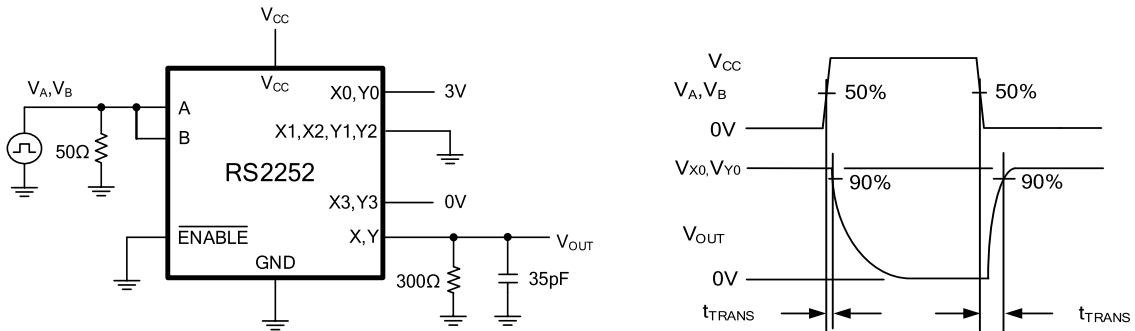 VCC
VCC
VA,VB
A
B
50Ω
RS2252
ENABLE
GND
X0,Y0
3V
X1,X2,Y1,Y2
X3,Y3
0V
X,Y
VOUT
300Ω
35pF
VCC
VA,VB
50%
50%
0V
VX0,VY0
90%
90%
VOUT
0V
tTRANS
tTRANS